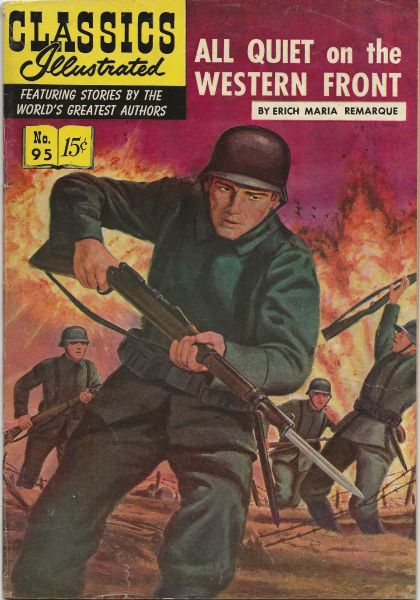 CLASSICS
Illustrated
FEATURING STORIES BY THE
WORLD'S GREATEST AUTHORS
No.
95
15¢
ALL QUIET on the
WESTERN FRONT
BY ERICH MARIA REMARQUE